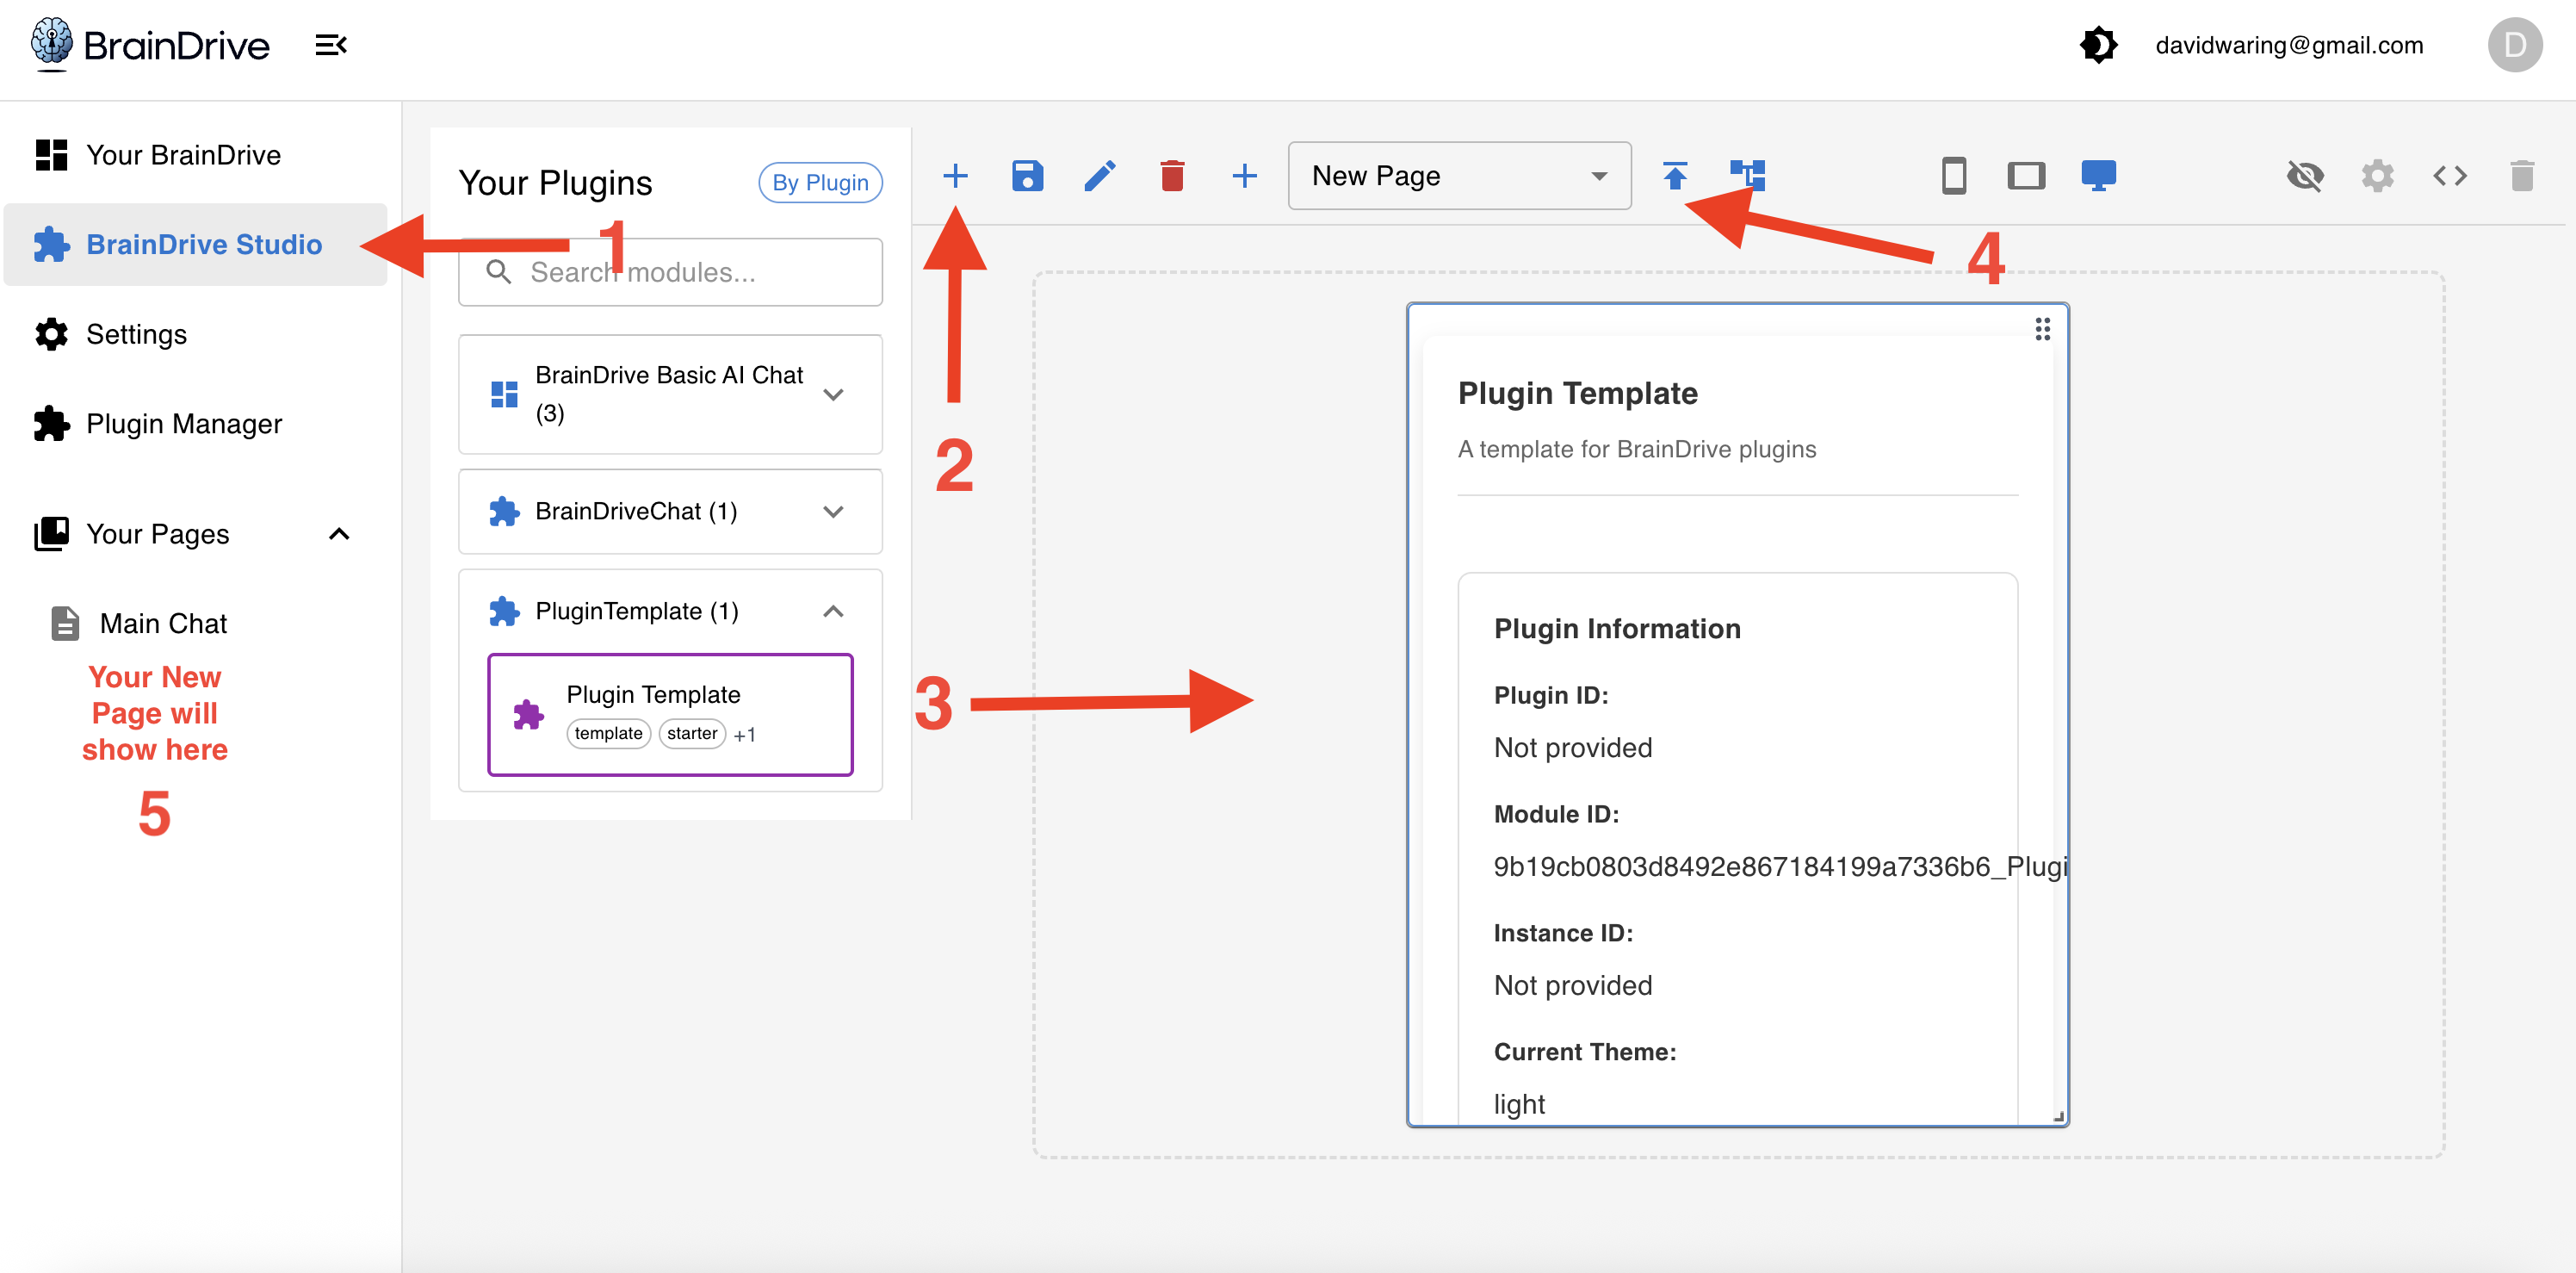 BrainDrive
davidwaring@gmail.com
D
Your BrainDrive
BrainDrive Studio
Settings
Plugin Manager
Your Pages
Main Chat
Your New
Page will
show here
5
Your Plugins
By Plugin
1
Search modules...
BrainDrive Basic AI Chat
(3)
BrainDriveChat (1)
PluginTemplate (1)
Plugin Template
template
starter
+1
New Page
2
3
4
Plugin Template
A template for BrainDrive plugins
Plugin Information
Plugin ID:
Not provided
Module ID:
9b19cb0803d8492e867184199a7336b6_Plugi
Instance ID:
Not provided
Current Theme:
light